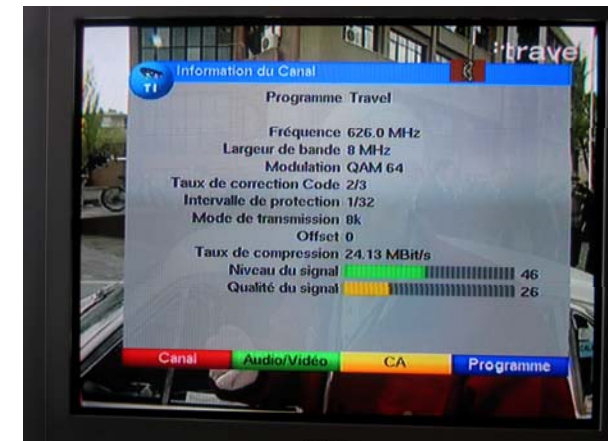 travel
Information du Canal
TI
Programme Travel
Fréquence 626.0 MHz
Largeur de bande 8 MHz
Modulation QAM 64
Taux de correction Code 2/3
Intervalle de protection 1/32
Mode de transmission 8k
Offset 0
Taux de compression 24.13 MBit/s
Niveau du signal 46
Qualité du signal 26
Canal Audio/Vidéo CA Programme